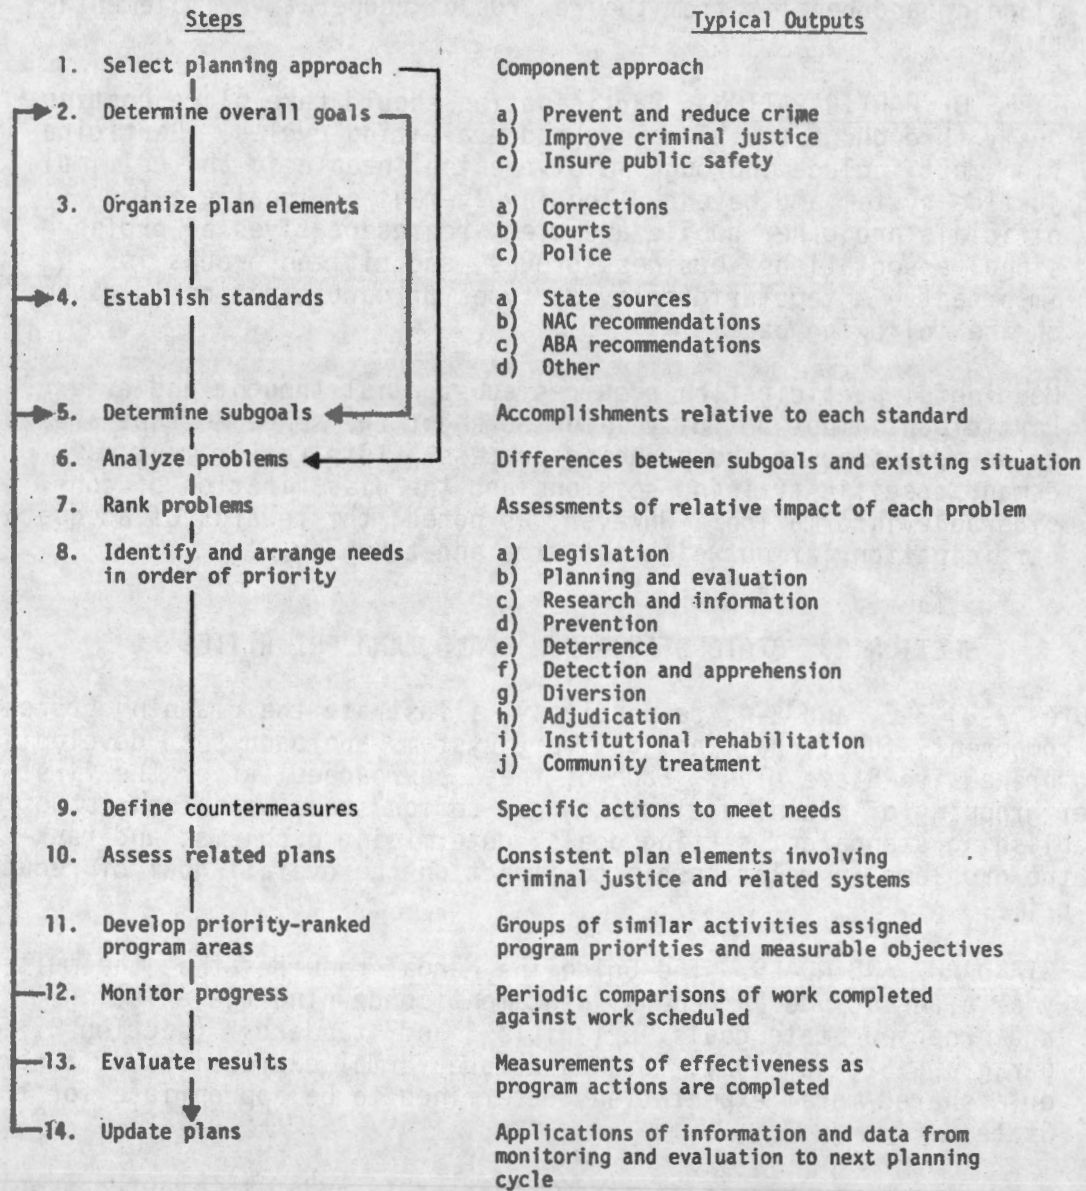 Steps Typical Outputs
1. Select planning approach Component approach
2. Determine overall goals a) Prevent and reduce crime
b) Improve criminal justice
c) Insure public safety
3. Organize plan elements a) Corrections
b) Courts
c) Police
4. Establish standards a) State sources
b) NAC recommendations
c) ABA recommendations
d) Other
5. Determine subgoals Accomplishments relative to each standard
6. Analyze problems Differences between subgoals and existing situation
7. Rank problems Assessments of relative impact of each problem
8. Identify and arrange needs a) Legislation
in order of priority b) Planning and evaluation
c) Research and information
d) Prevention
e) Deterrence
f) Detection and apprehension
g) Diversion
h) Adjudication
i) Institutional rehabilitation
j) Community treatment
9. Define countermeasures Specific actions to meet needs
10. Assess related plans Consistent plan elements involving
criminal justice and related systems
11. Develop priority-ranked Groups of similar activities assigned
program areas program priorities and measurable objectives
12. Monitor progress Periodic comparisons of work completed
against work scheduled
13. Evaluate results Measurements of effectiveness as
program actions are completed
14. Update plans Applications of information and data from
monitoring and evaluation to next planning
cycle